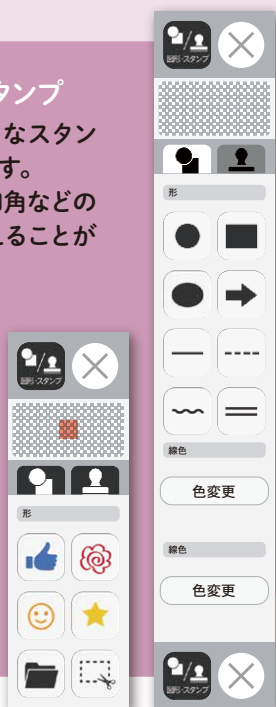 タンプ
なスタン
す。
角などの
えることが
図形・スタンプ
形
図形・スタンプ
形
線色
色変更
線色
色変更
図形・スタンプ